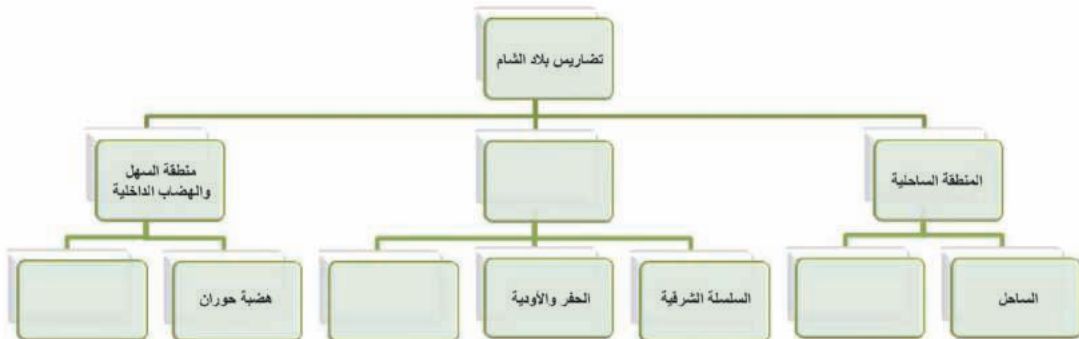 تضاريس بلاد الشام
المنطقة الساحلية
منطقة السهل
والهضاب الداخلية
الساحل
السلسلة الشرقية
الحفر والأودية
هضبة حوران